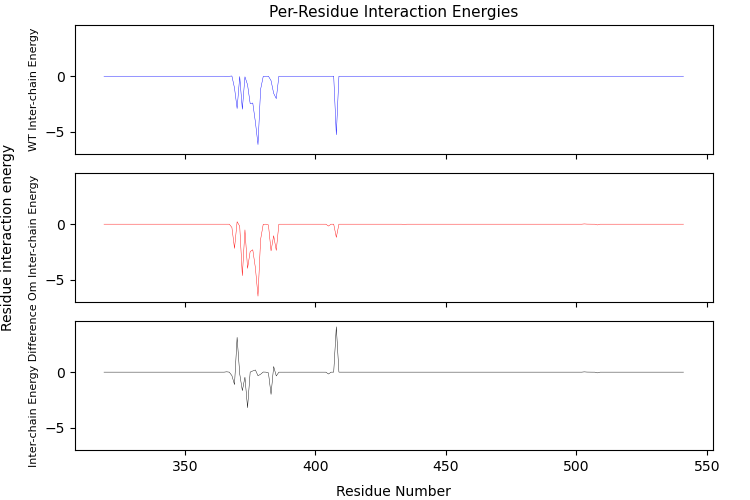 Per-Residue Interaction Energies
Residue interaction energy
WT Inter-chain Energy
0
−5
Om Inter-chain Energy
0
−5
Inter-chain Energy Difference
0
−5
350
400
450
500
550
Residue Number